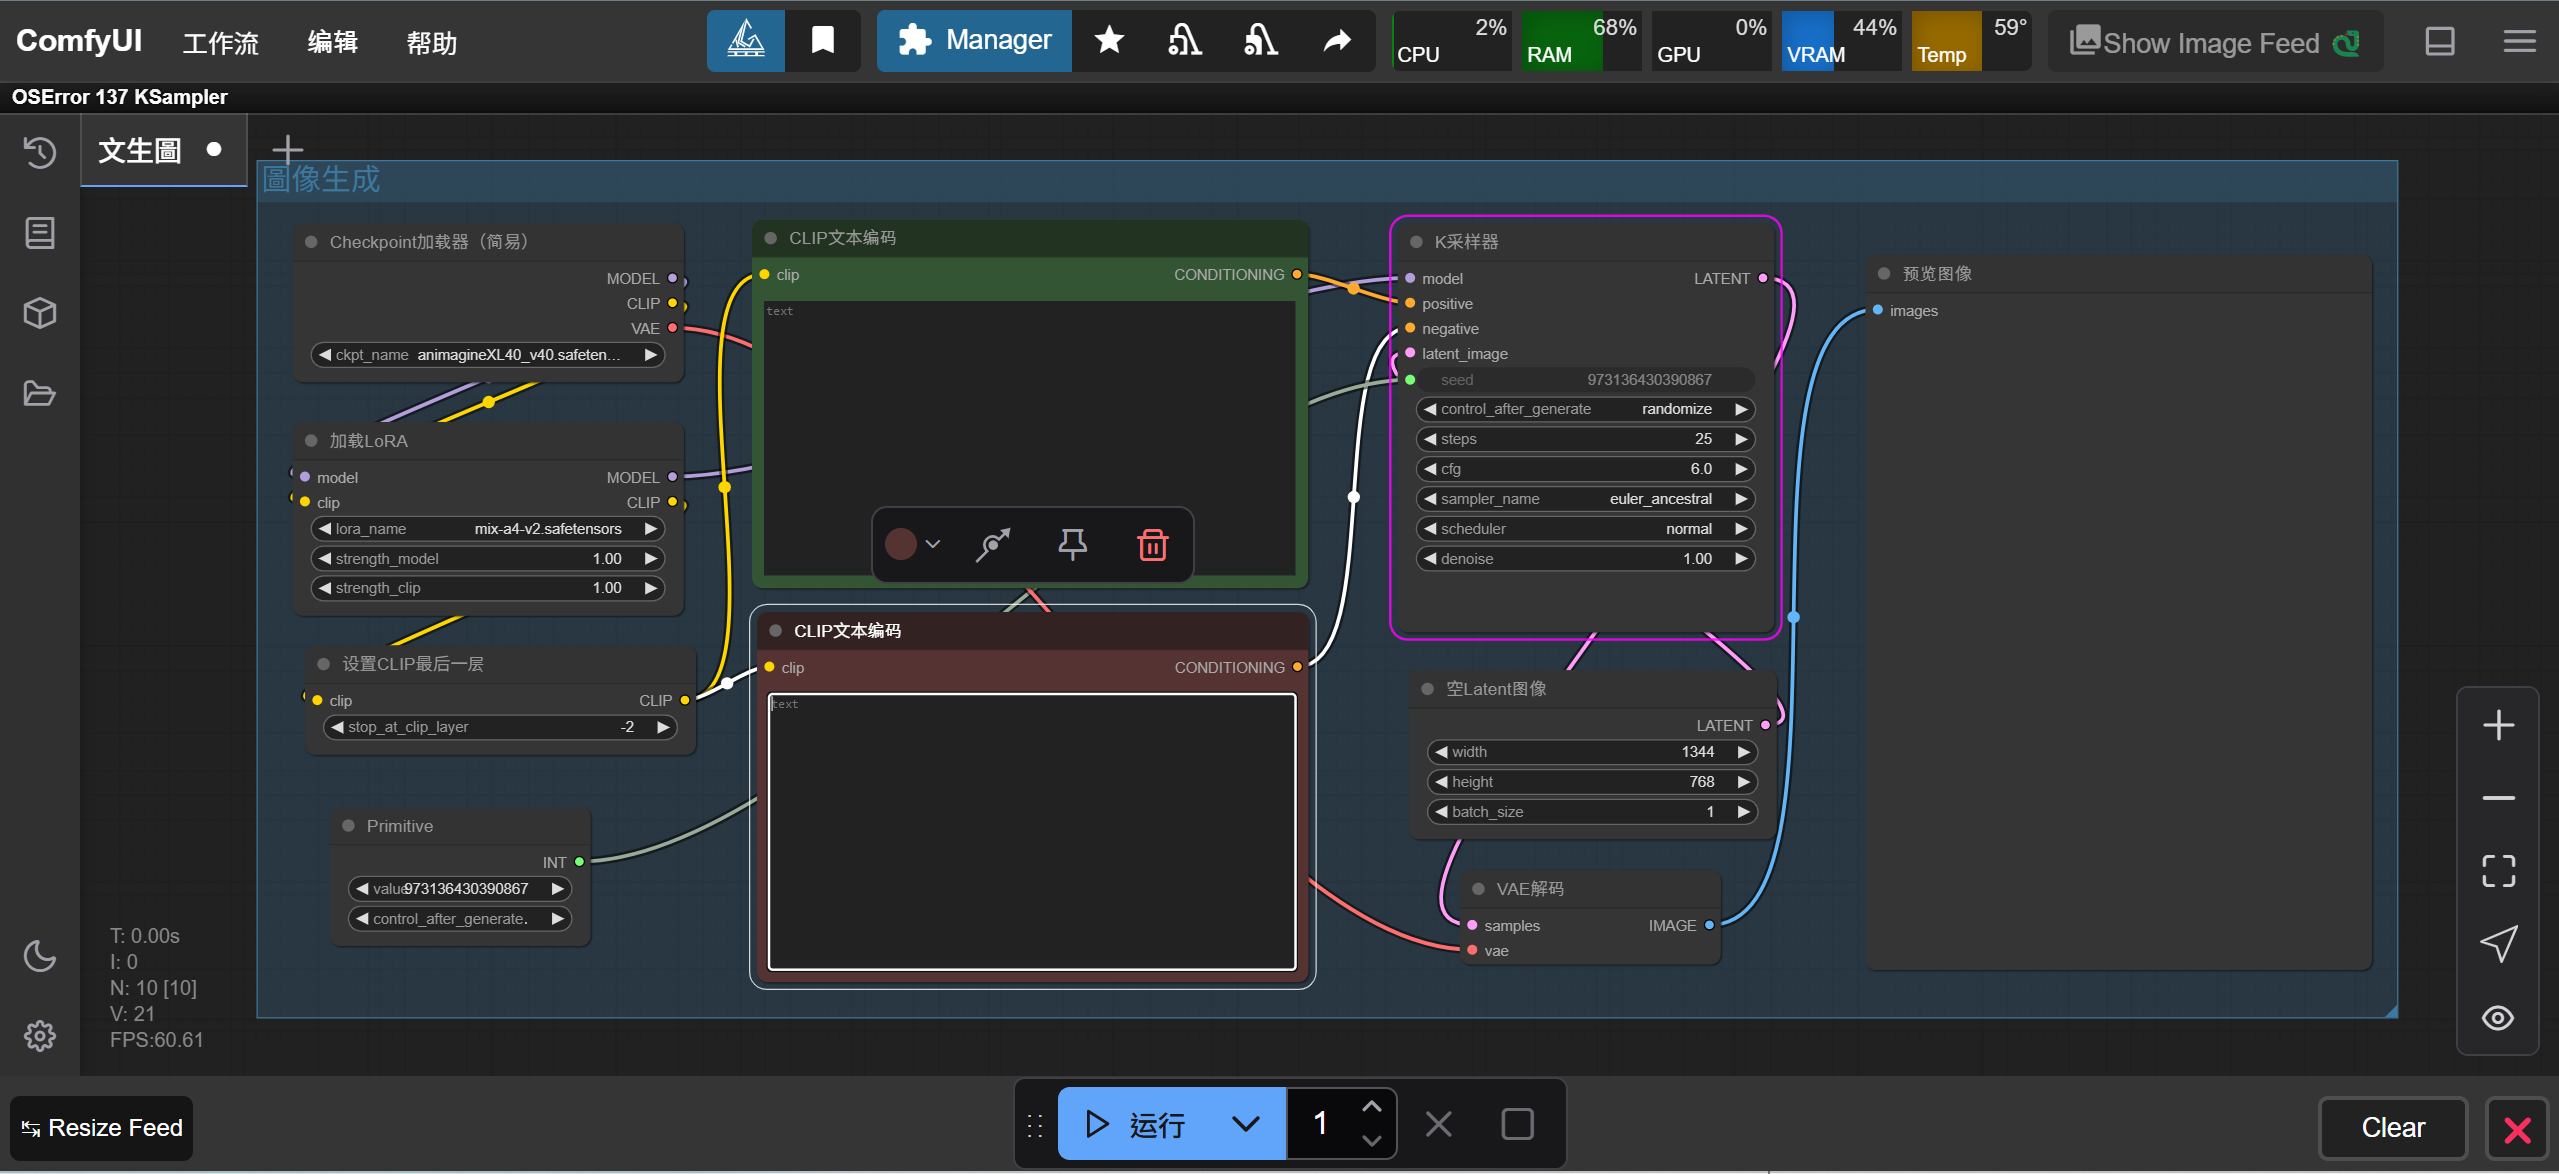 ComfyUI 工作流 编辑 帮助 Manager CPU 2% RAM 68% GPU 0% VRAM 44% Temp 59° Show Image Feed
OSError 137 KSampler
文生圖
圖像生成
Checkpoint加载器（简易）
MODEL
CLIP
VAE
ckpt_name animagineXL40_v40.safeten...
加载LoRA
model MODEL
clip CLIP
lora_name mix-a4-v2.safetensors
strength_model 1.00
strength_clip 1.00
设置CLIP最后一层
clip CLIP
stop_at_clip_layer -2
Primitive
INT
value 973136430390867
control_after_generate.
CLIP文本编码
clip CONDITIONING
text
CLIP文本编码
clip CONDITIONING
text
K采样器
model LATENT
positive
negative
latent_image
seed 973136430390867
control_after_generate randomize
steps 25
cfg 6.0
sampler_name euler_ancestral
scheduler normal
denoise 1.00
空Latent图像
LATENT
width 1344
height 768
batch_size 1
VAE解码
samples IMAGE
vae
预览图像
images
T: 0.00s
I: 0
N: 10 [10]
V: 21
FPS:60.61
Resize Feed
运行 1
Clear